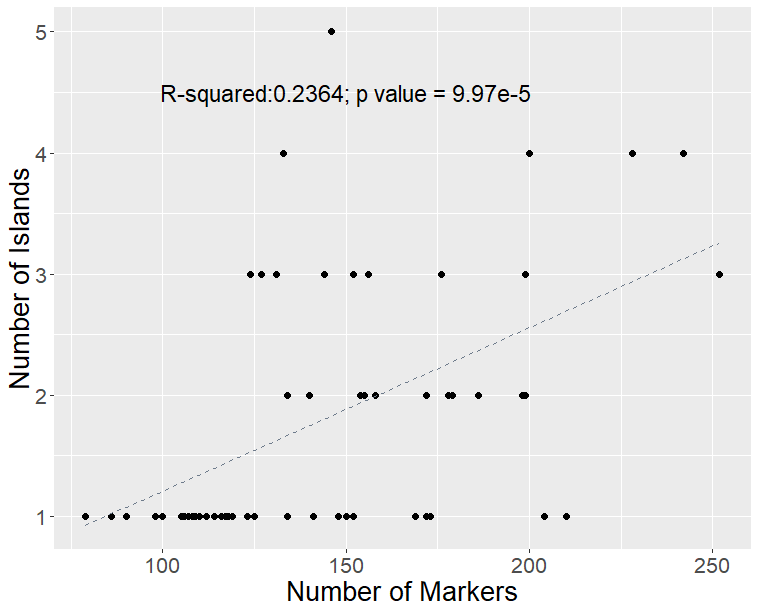 5
R-squared:0.2364; p value = 9.97e-5
4
3
2
1
Number of Islands
100 150 200 250
Number of Markers